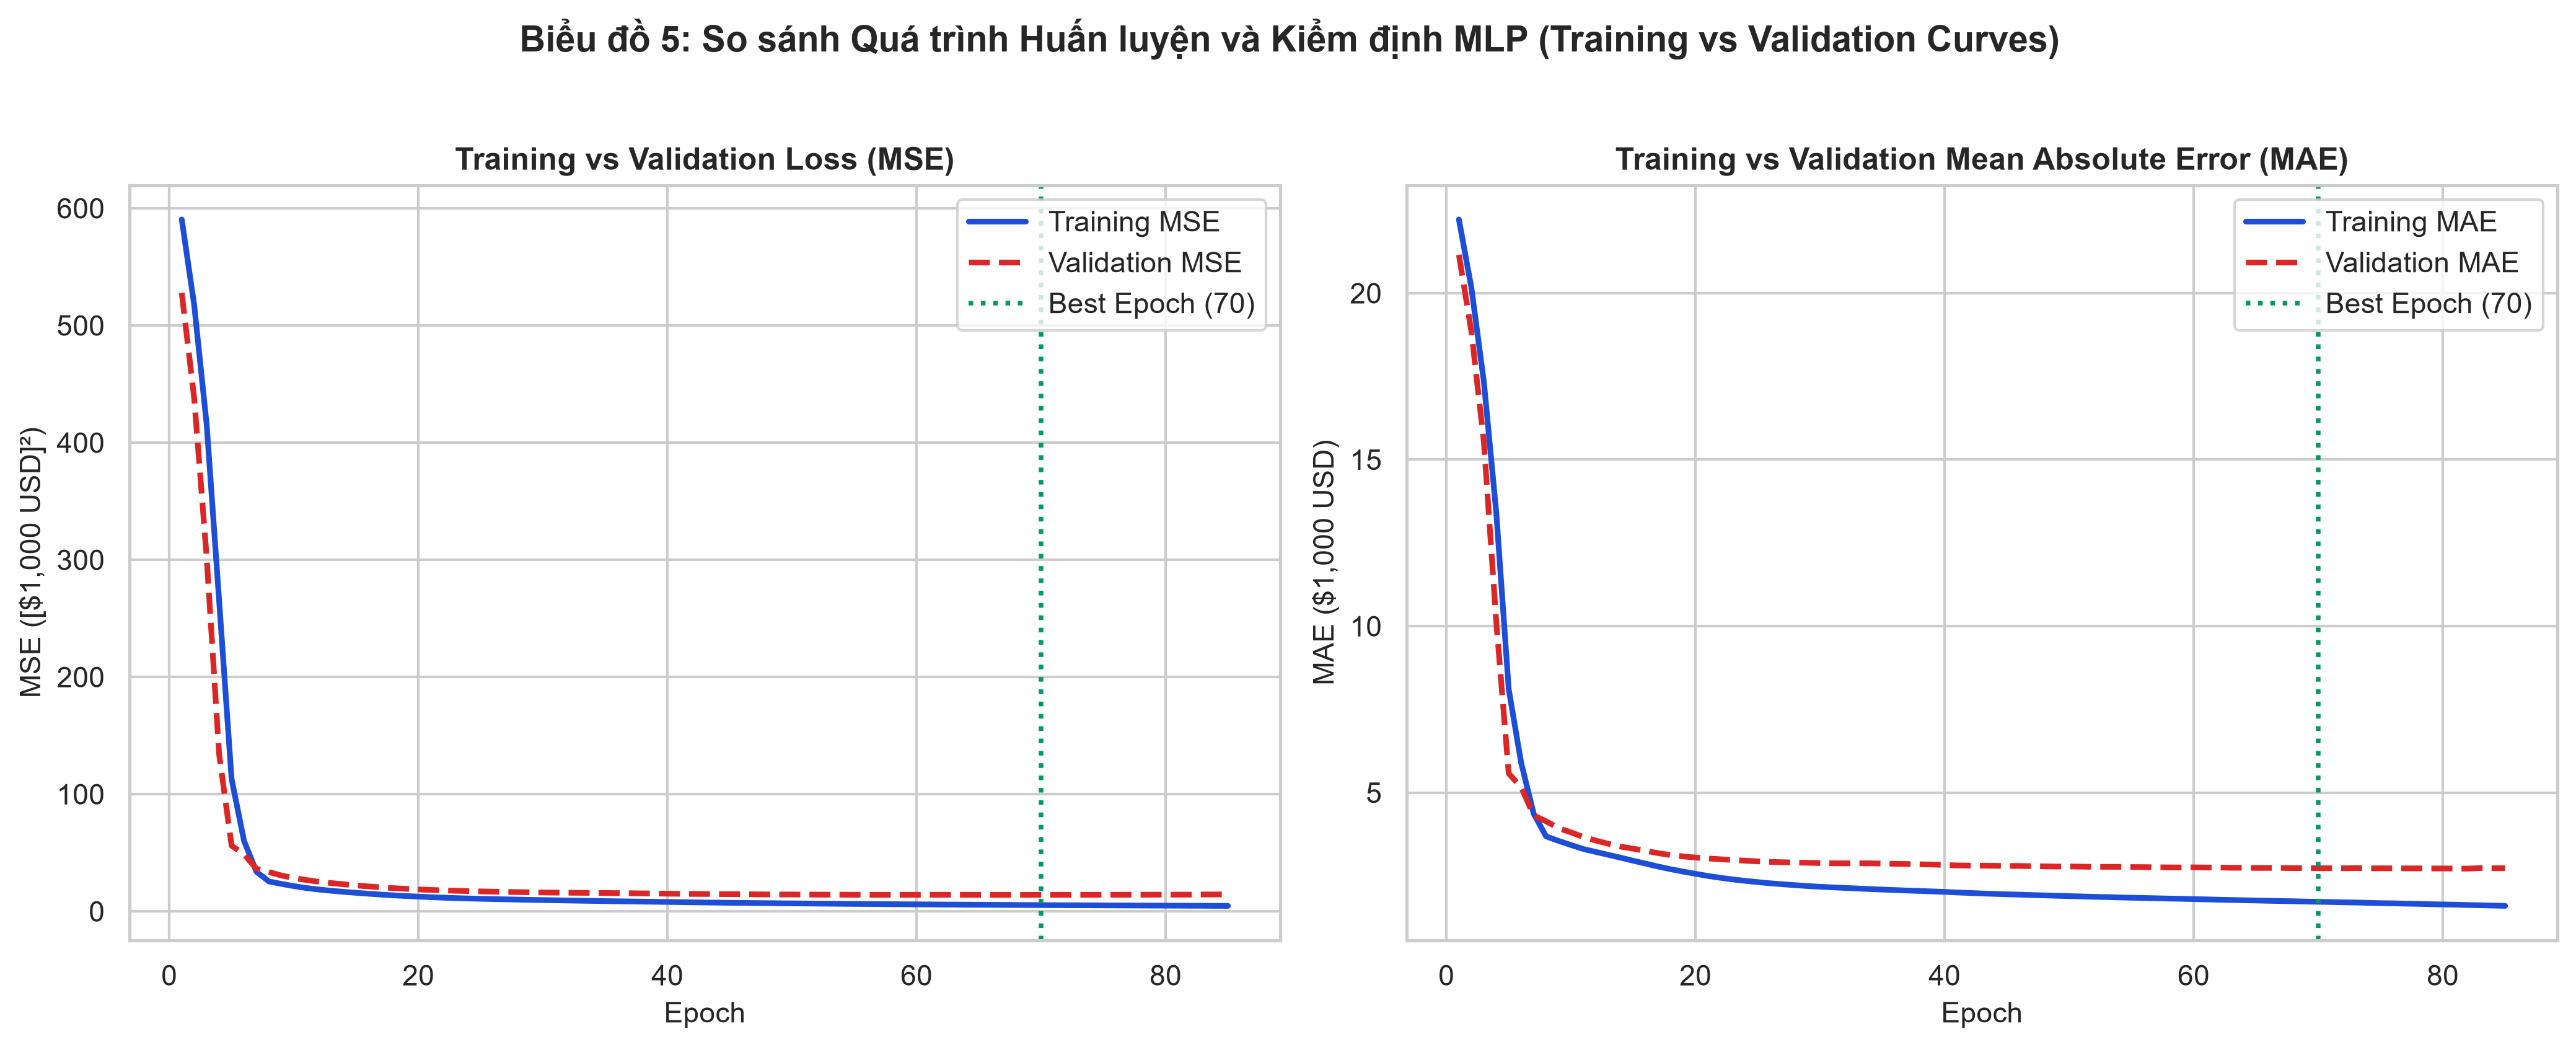 Biểu đồ 5: So sánh Quá trình Huấn luyện và Kiểm định MLP (Training vs Validation Curves)
Training vs Validation Loss (MSE)
600
500
400
300
200
100
0
MSE ([$1,000 USD]²)
0 20 40 60 80
Epoch
Training MSE
Validation MSE
Best Epoch (70)
Training vs Validation Mean Absolute Error (MAE)
20
15
10
5
MAE ($1,000 USD)
0 20 40 60 80
Epoch
Training MAE
Validation MAE
Best Epoch (70)